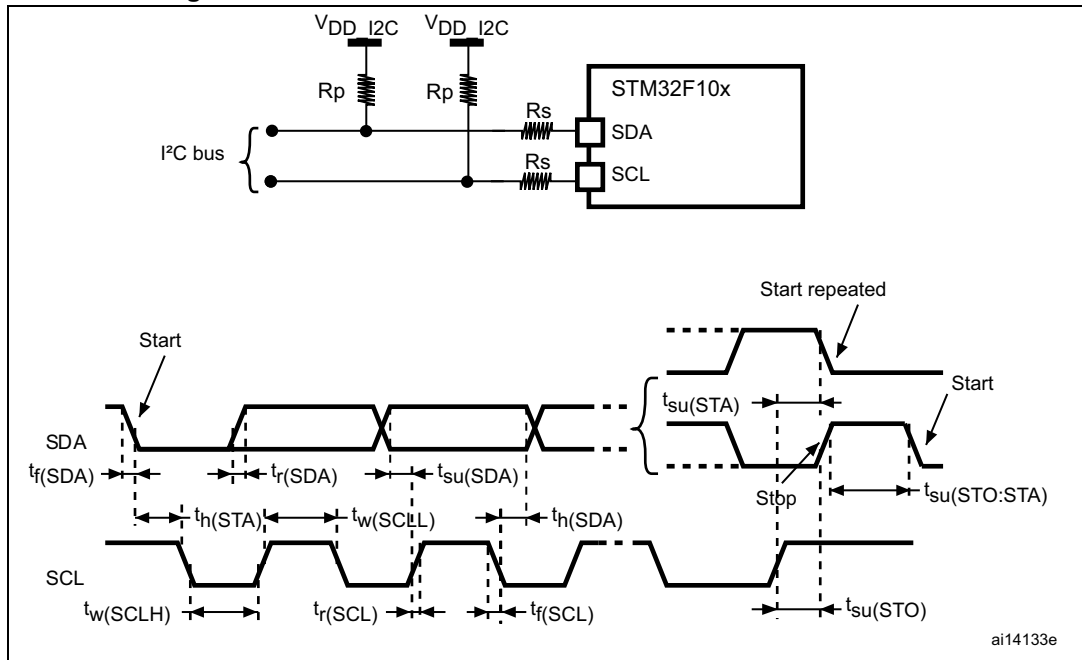 VDD_I2C VDD_I2C
Rp Rp
STM32F10x
Rs
SDA
I²C bus
Rs
SCL
Start repeated
Start
Start
tsu(STA)
SDA
tf(SDA) tr(SDA) tsu(SDA)
Stop
tsu(STO:STA)
th(STA) tw(SCLL) th(SDA)
SCL
tw(SCLH) tr(SCL) tf(SCL) tsu(STO)
ai14133e